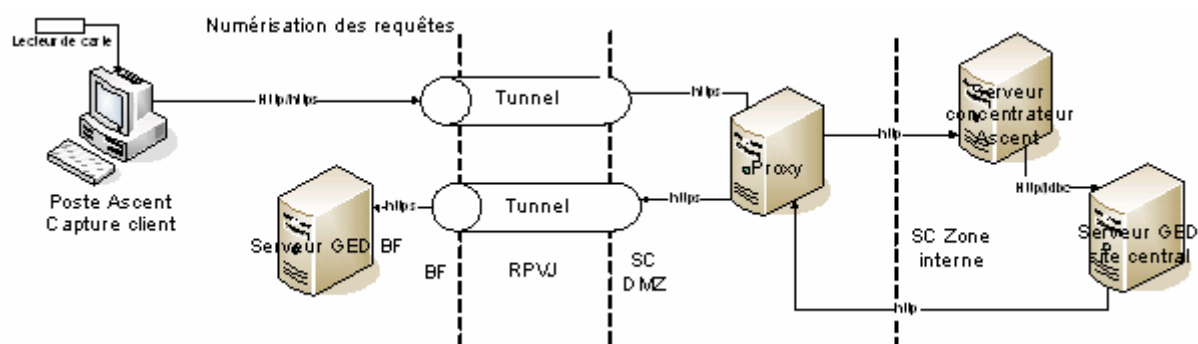 Numérisation des requêtes
Lecteur de carte
Http/https
Tunnel
https
Poste Ascent
Capture client
Proxy
http
Serveur
concentrateur
Ascent
Http/jdbc
https
Tunnel
https
Serveur GED BF
BF
RPVJ
SC
DMZ
SC Zone
interne
Serveur GED
site central
http